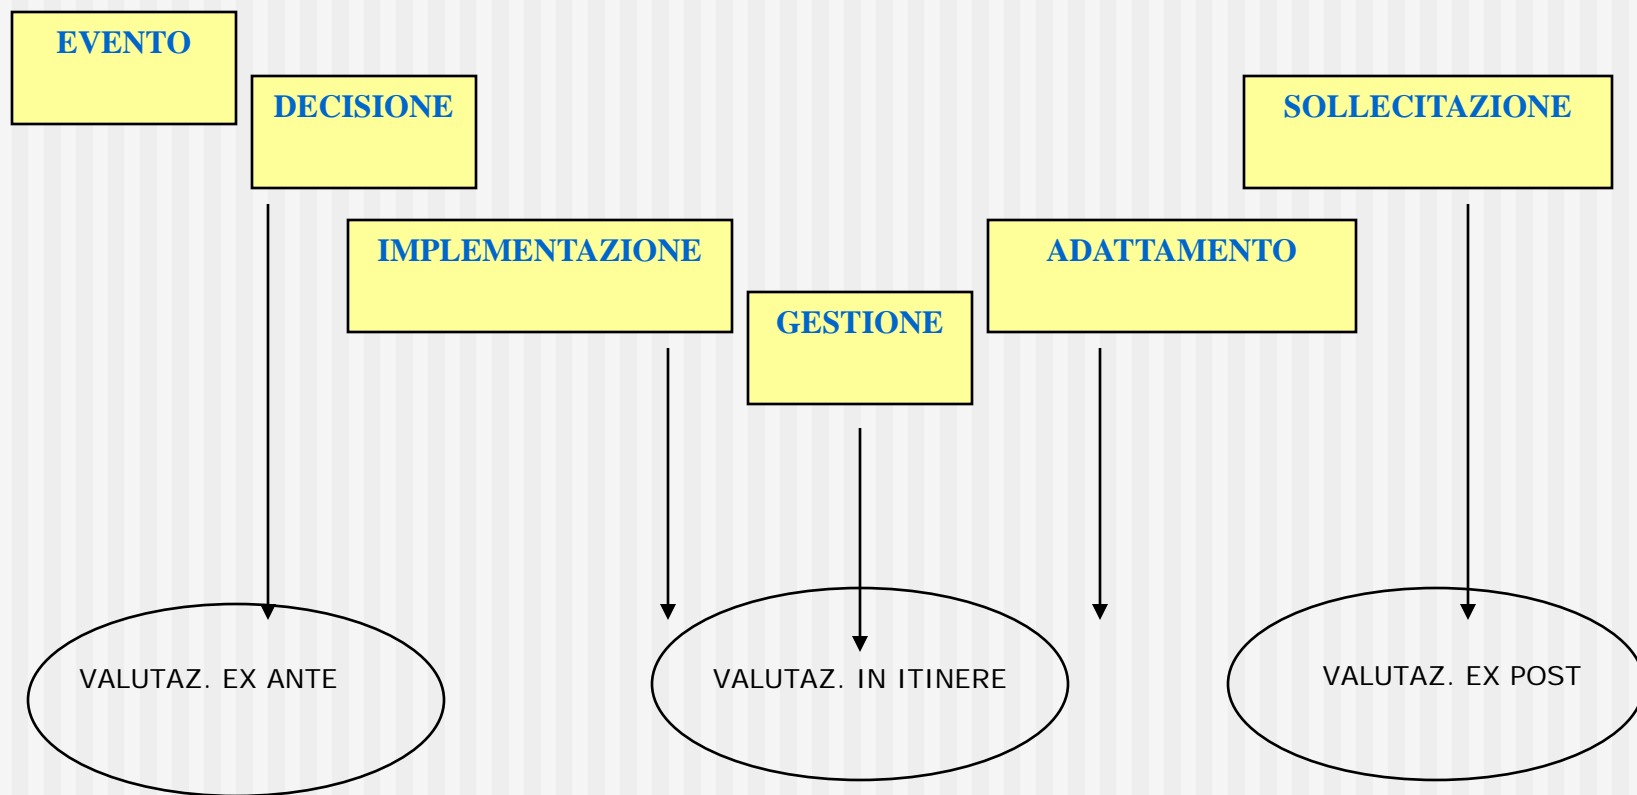 EVENTO
DECISIONE
SOLLECITAZIONE
IMPLEMENTAZIONE
ADATTAMENTO
GESTIONE
VALUTAZ. EX ANTE
VALUTAZ. IN ITINERE
VALUTAZ. EX POST